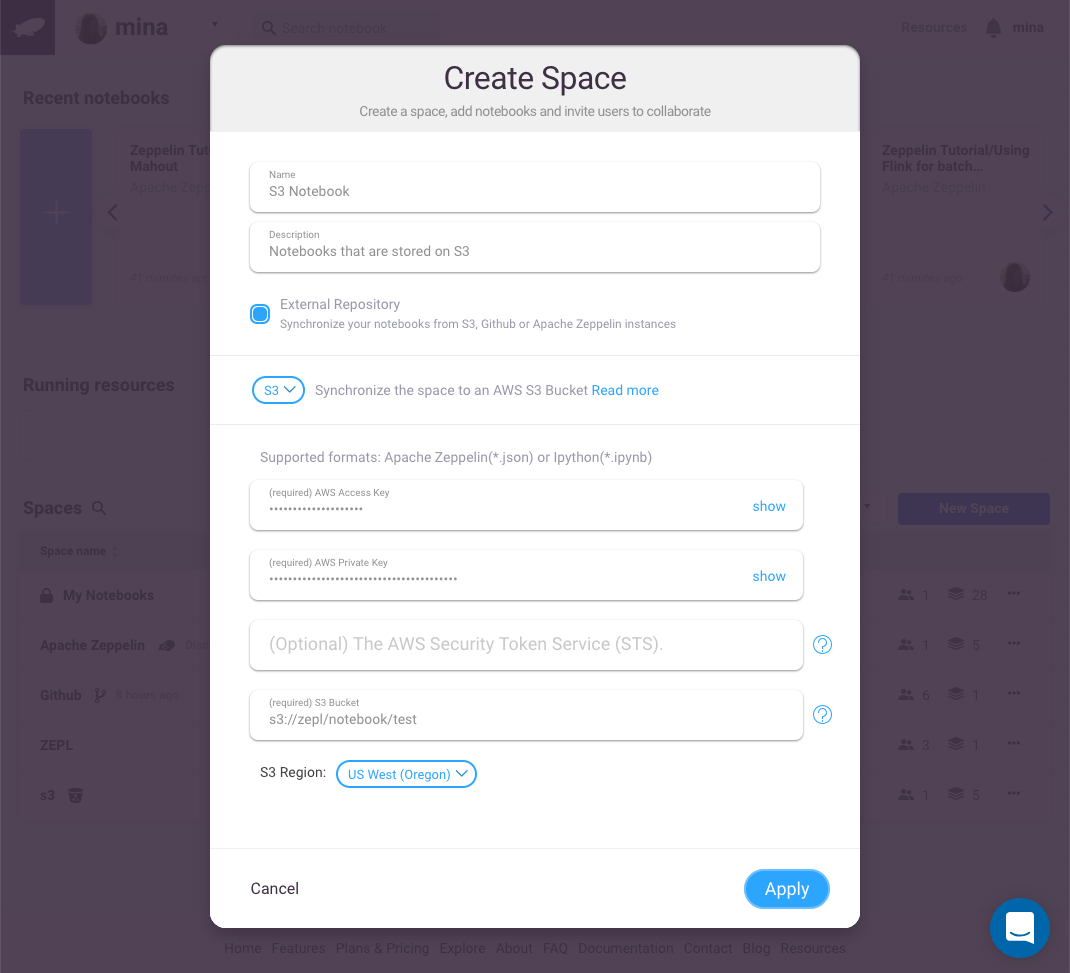 mina
Search notebook
Resources
mina
Create Space
Create a space, add notebooks and invite users to collaborate
Recent notebooks
Zeppelin Tut
Mahout
Apache Zepp
Zeppelin Tutorial/Using
Flink for batch...
Apache Zeppelin
Name
S3 Notebook
Description
Notebooks that are stored on S3
External Repository
Synchronize your notebooks from S3, Github or Apache Zeppelin instances
Running resources
S3
Synchronize the space to an AWS S3 Bucket Read more
Supported formats: Apache Zeppelin(*.json) or Ipython(*.ipynb)
(required) AWS Access Key
•••••••••••••••••••• show
(required) AWS Private Key
•••••••••••••••••••••••••••••••••••••••• show
(Optional) The AWS Security Token Service (STS).
(required) S3 Bucket
s3://zepl/notebook/test
S3 Region: US West (Oregon)
Spaces
New Space
Space name
My Notebooks 1 28
Apache Zeppelin Disc 1 5
Github 8 hours ago 6 1
ZEPL 3 1
s3 1 5
Cancel
Apply
Home Features Plans & Pricing Explore About FAQ Documentation Contact Blog Resources